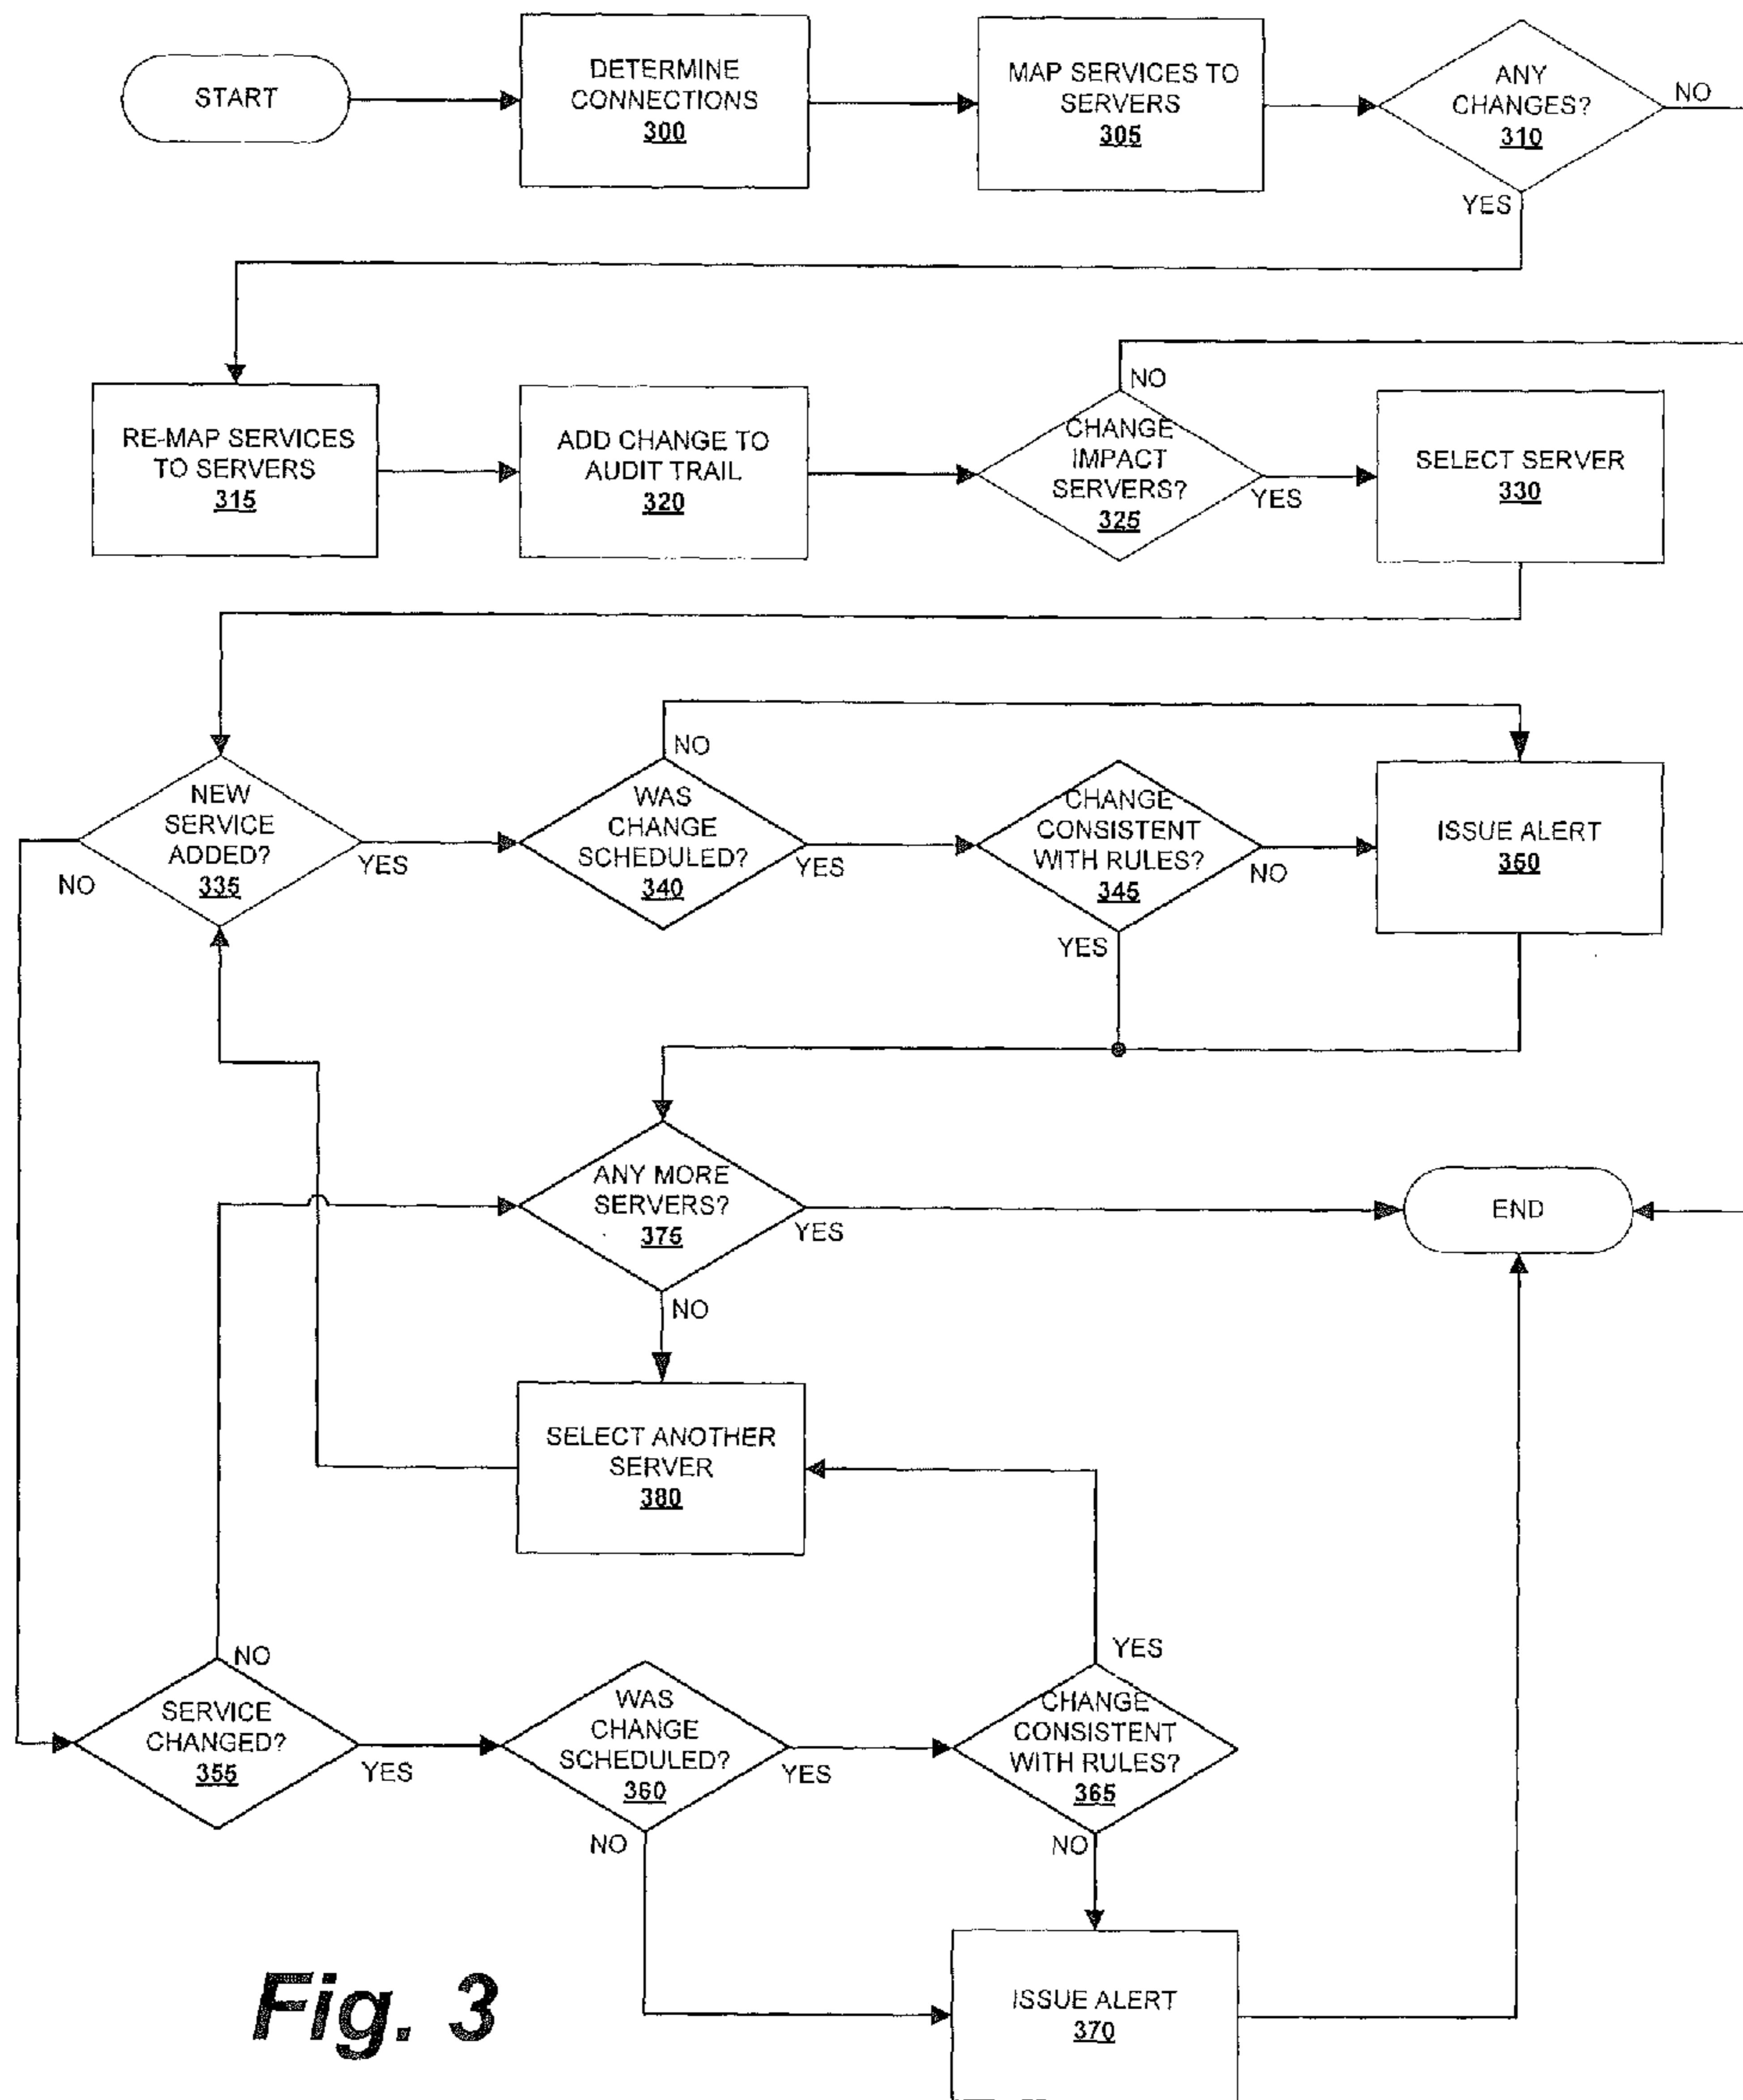 START
DETERMINE
CONNECTIONS
300
MAP SERVICES TO
SERVERS
305
ANY
CHANGES?
310
NO
YES
RE-MAP SERVICES
TO SERVERS
315
ADD CHANGE TO
AUDIT TRAIL
320
NO
CHANGE
IMPACT
SERVERS?
325
YES
SELECT SERVER
330
NEW
SERVICE
ADDED?
335
NO
YES
NO
WAS
CHANGE
SCHEDULED?
340
YES
CHANGE
CONSISTENT
WITH RULES?
345
NO
YES
ISSUE ALERT
350
ANY MORE
SERVERS?
375
YES
NO
END
SELECT ANOTHER
SERVER
380
NO
SERVICE
CHANGED?
355
YES
WAS
CHANGE
SCHEDULED?
360
YES
NO
YES
CHANGE
CONSISTENT
WITH RULES?
365
NO
ISSUE ALERT
370
Fig. 3